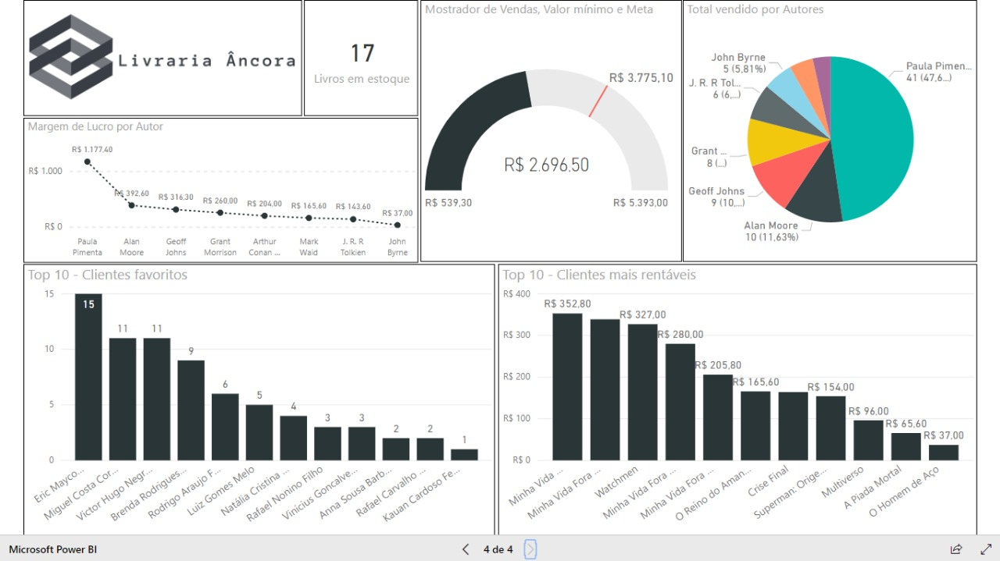 Livraria Âncora
17
Livros em estoque
Mostrador de Vendas, Valor mínimo e Meta
R$ 3.775,10
R$ 2.696,50
R$ 539,30
R$ 5.393,00
Total vendido por Autores
John Byrne
5 (5,81%)
J. R. R Tol...
6 (6,...)
Grant ...
8 (...)
Geoff Johns
9 (10,...)
Alan Moore
10 (11,63%)
Paula Pimen...
41 (47,6...)
Margem de Lucro por Autor
R$ 1.000
R$ 0
R$ 1.177,40
R$ 392,60
R$ 316,30
R$ 260,00
R$ 204,00
R$ 165,60
R$ 143,60
R$ 37,00
Paula
Pimenta
Alan
Moore
Geoff
Johns
Grant
Morrison
Arthur
Conan ...
Mark
Waid
J. R. R
Tolkien
John
Byrne
Top 10 - Clientes favoritos
15
10
5
0
15
11
11
9
6
5
4
3
3
2
2
1
Eric Mayco...
Miguel Costa Cor...
Victor Hugo Negr...
Brenda Rodrigues...
Rodrigo Araujo F...
Luiz Gomes Melo
Natália Cristina ...
Rafael Nonino Filho
Vinicius Gonçalve...
Anna Sousa Barb...
Rafael Carvalho ...
Kauan Cardoso Fe...
Top 10 - Clientes mais rentáveis
R$ 400
R$ 300
R$ 200
R$ 100
R$ 0
R$ 352,80
R$ 327,00
R$ 280,00
R$ 205,80
R$ 165,60
R$ 154,00
R$ 96,00
R$ 65,60
R$ 37,00
Minha Vida ...
Minha Vida Fora ...
Watchmen
Minha Vida Fora ...
Minha Vida Fora ...
O Reino do Aman...
Crise Final
Superman: Orige...
Multiverso
A Piada Mortal
O Homem de Aço
Microsoft Power BI
4 de 4